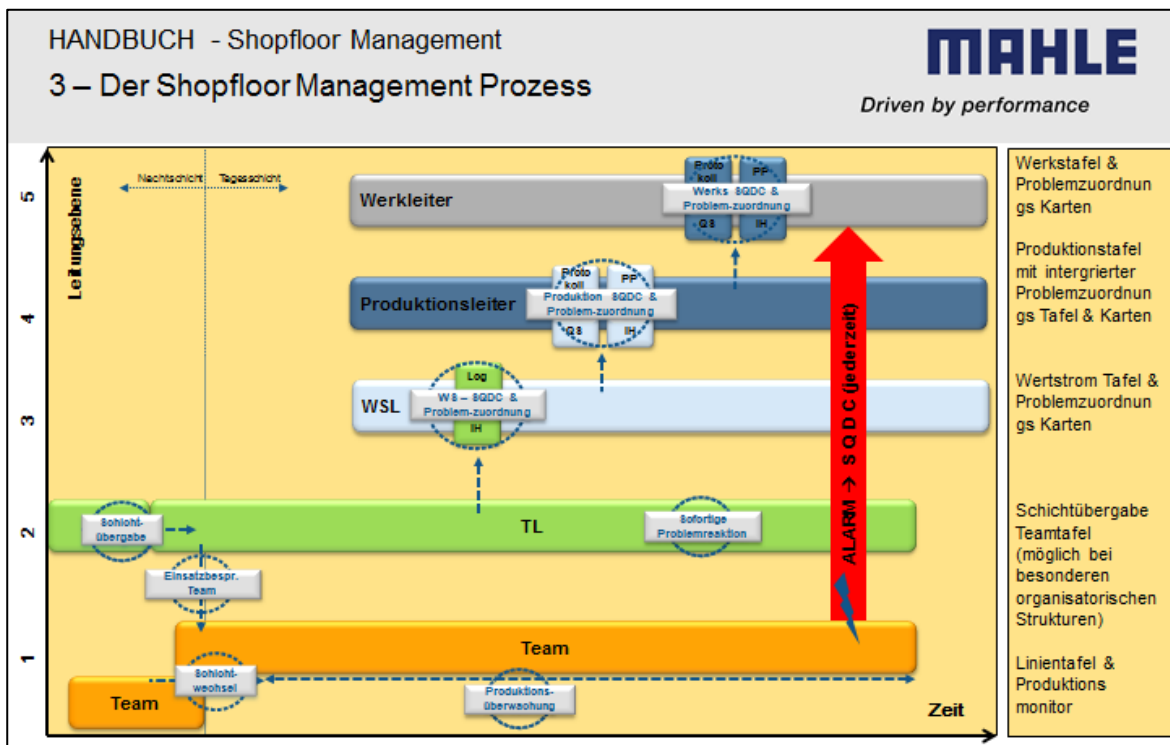 HANDBUCH - Shopfloor Management
3 – Der Shopfloor Management Prozess
MAHLE
Driven by performance
Leitungsebene
Nachtschicht
Tagesschicht
5
Werkleiter
Proto
koll
PP
Werks SQDC &
Problem-zuordnung
QS
IH
Werkstafel &
Problemzuordnun
gs Karten
4
Produktionsleiter
Proto
koll
PP
Produktion SQDC &
Problem-zuordnung
QS
IH
Produktionstafel
mit intergrierter
Problemzuordnun
gs Tafel & Karten
3
WSL
Log
WS – SQDC &
Problem-zuordnung
IH
Wertstrom Tafel &
Problemzuordnun
gs Karten
ALARM → SQDC (jederzeit)
2
Schicht-
übergabe
TL
Sofortige
Problemreaktion
Schichtübergabe
Teamtafel
(möglich bei
besonderen
organisatorischen
Strukturen)
Einsatzbespr.
Team
1
Team
Schicht-
wechsel
Team
Produktions-
überwachung
Zeit
Linientafel &
Produktions
monitor